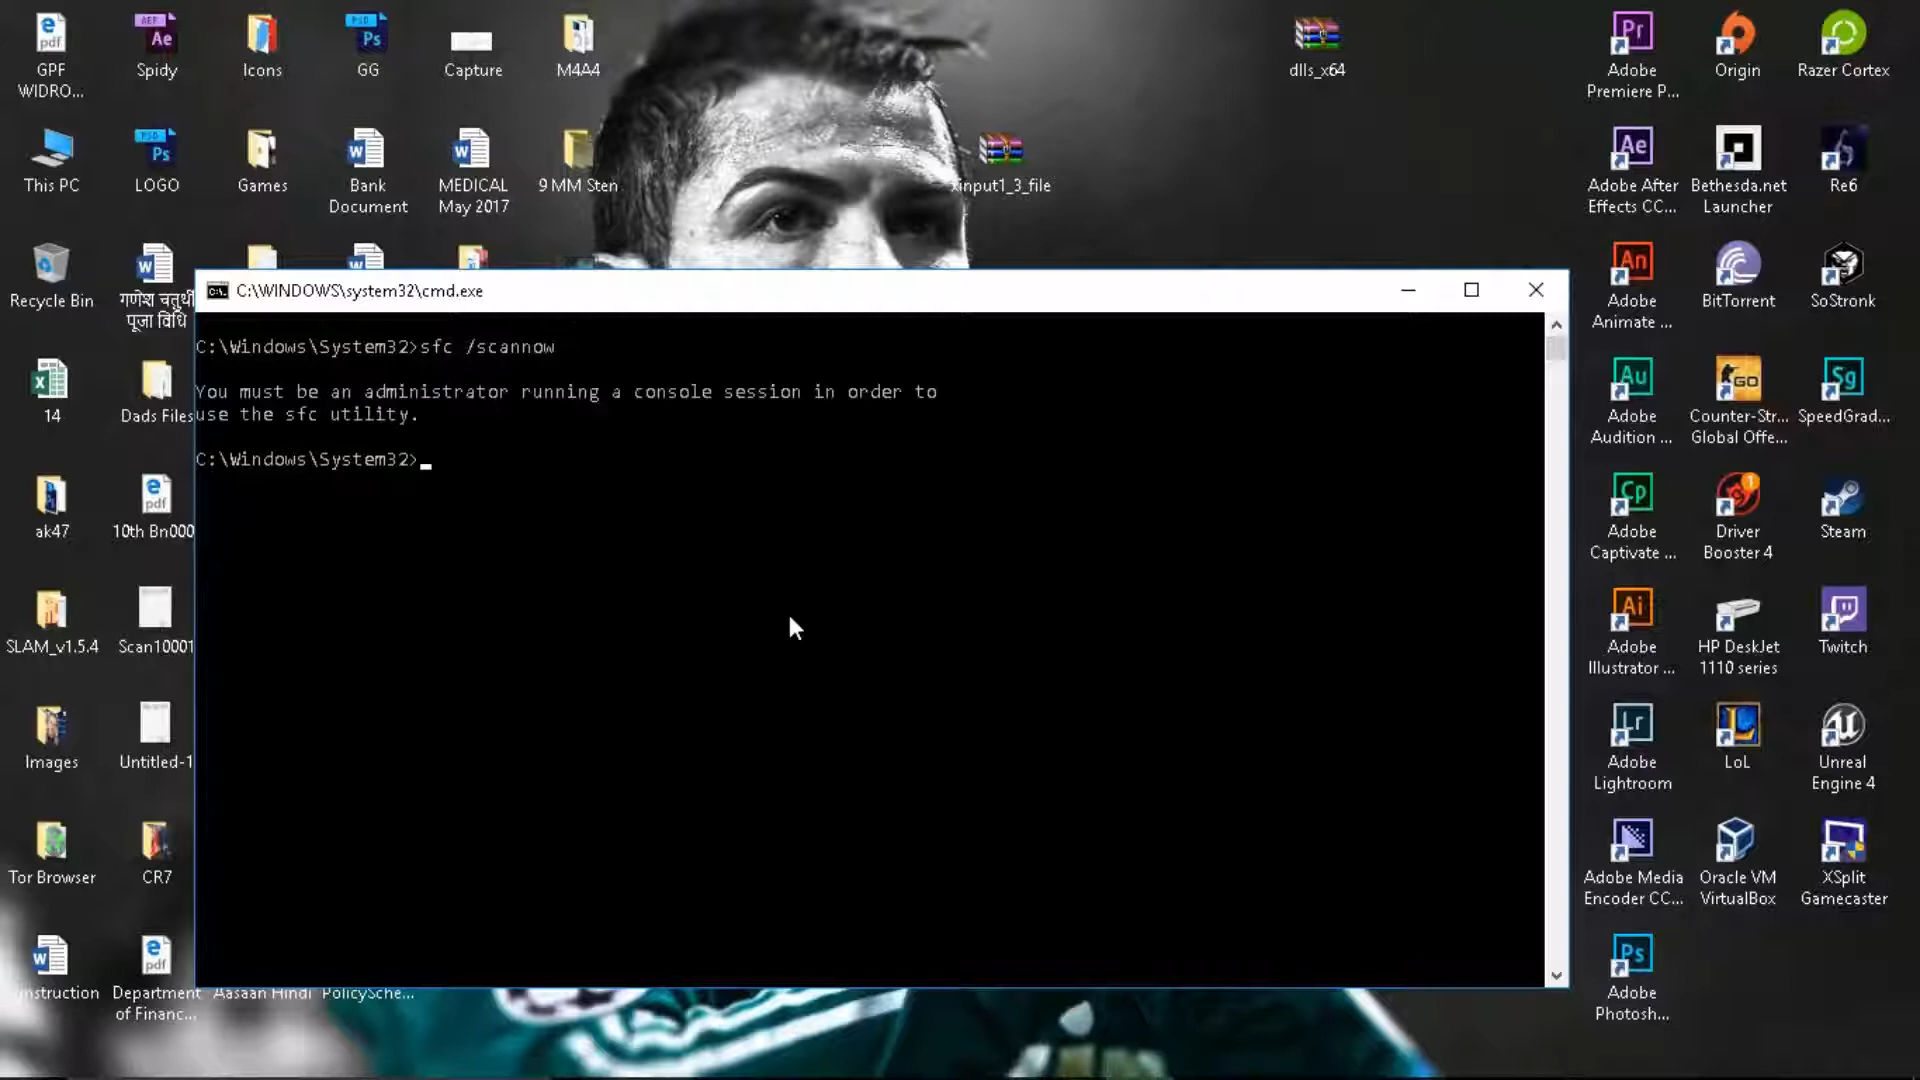 GPF
WIDRO...
Spidy
Icons
GG
Capture
M4A4
dlls_x64
Adobe
Premiere P...
Origin
Razer Cortex
This PC
LOGO
Games
Bank
Document
MEDICAL
May 2017
9 MM Sten
xinput1_3_file
Adobe After
Effects CC...
Bethesda.net
Launcher
Re6
Recycle Bin
गणेश चतुर्थी
पूजा विधि
Adobe
Animate ...
BitTorrent
SoStronk
C:\WINDOWS\system32\cmd.exe
C:\Windows\System32>sfc /scannow
You must be an administrator running a console session in order to
use the sfc utility.
C:\Windows\System32>
14
Dads Files
Adobe
Audition ...
Counter-Str...
Global Offe...
SpeedGrad...
ak47
10th Bn000
Adobe
Captivate ...
Driver
Booster 4
Steam
SLAM_v1.5.4
Scan10001
Adobe
Illustrator ...
HP DeskJet
1110 series
Twitch
Images
Untitled-1
Adobe
Lightroom
LoL
Unreal
Engine 4
Tor Browser
CR7
Adobe Media
Encoder CC...
Oracle VM
VirtualBox
XSplit
Gamecaster
Department
of Financ...
Aasaan Hindi
PolicySche...
Adobe
Photosh...